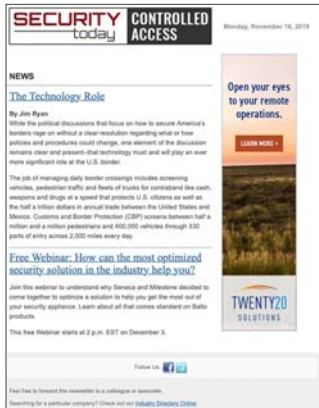 SECURITY today
CONTROLLED ACCESS
Monday, November 18, 2019
NEWS
The Technology Role
By Jim Ryan
While the political discussions that focus on how to secure America's
borders rage on without a clear resolution regarding what or how
policies and procedures could change, one element of the discussion
remains clear and present–that technology must and will play an ever
more significant role at the U.S. border.
The job of managing daily border crossings includes screening
vehicles, pedestrian traffic and fleets of trucks for contraband like cash,
weapons and drugs at a speed that protects U.S. citizens as well as
the half a trillion dollars in annual trade between the United States and
Mexico. Customs and Border Protection (CBP) screens between half a
million and a million pedestrians and 400,000 vehicles through 330
ports of entry across 2,000 miles every day.
Free Webinar: How can the most optimized
security solution in the industry help you?
Join this webinar to understand why Seneca and Milestone decided to
come together to optimize a solution to help you get the most out of
your security appliance. Learn about all that comes standard on Balto
products.
This free Webinar starts at 2 p.m. EST on December 3.
Open your eyes
to your remote
operations.
LEARN MORE >
TWENTY20
SOLUTIONS
Follow Us
Feel free to forward this newsletter to a colleague or associate.
Searching for a particular company? Check out our Industry Directory Online.